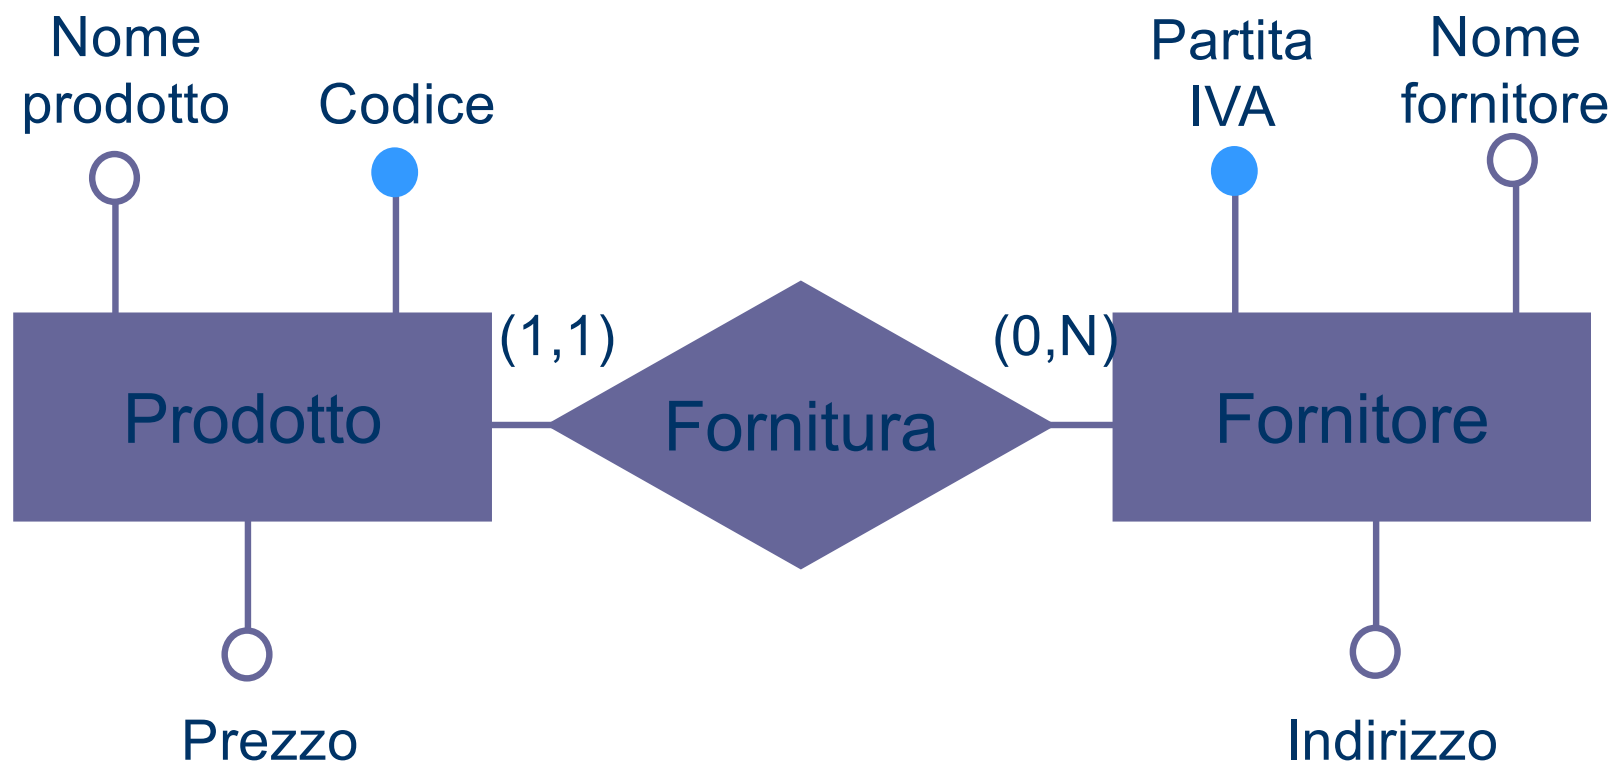 Nome
prodotto
Codice
Partita
IVA
Nome
fornitore
(1,1)
(0,N)
Prodotto
Fornitura
Fornitore
Prezzo
Indirizzo